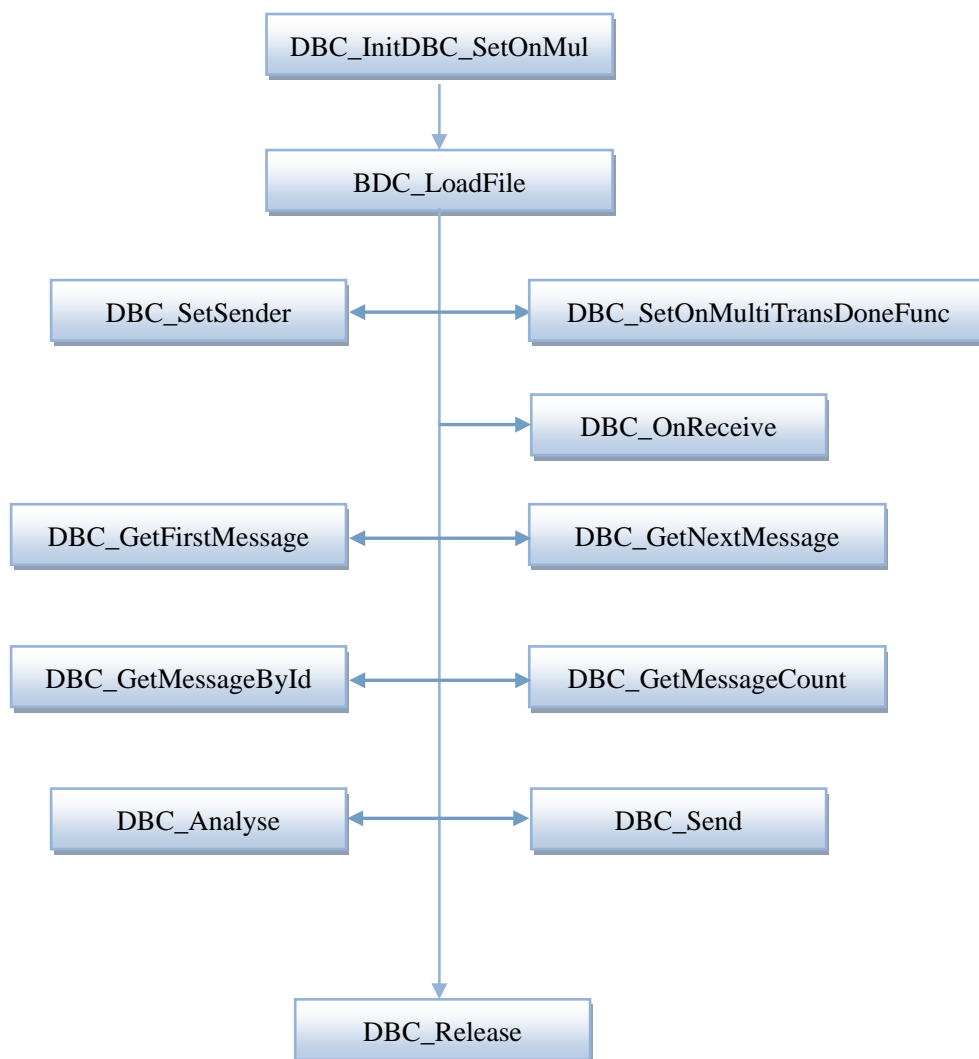 DBC_InitDBC_SetOnMul
BDC_LoadFile
DBC_SetSender
DBC_SetOnMultiTransDoneFunc
DBC_OnReceive
DBC_GetFirstMessage
DBC_GetNextMessage
DBC_GetMessageById
DBC_GetMessageCount
DBC_Analyse
DBC_Send
DBC_Release